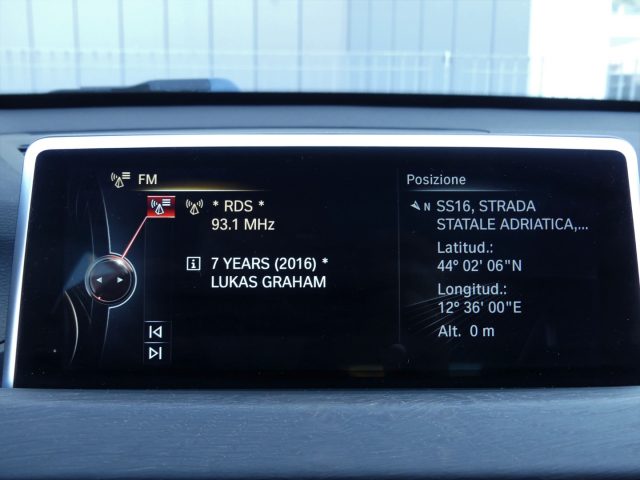 FM
* RDS *
93.1 MHz
7 YEARS (2016) *
LUKAS GRAHAM
Posizione
N SS16, STRADA
STATALE ADRIATICA,...
Latitud.:
44° 02' 06"N
Longitud.:
12° 36' 00"E
Alt. 0 m